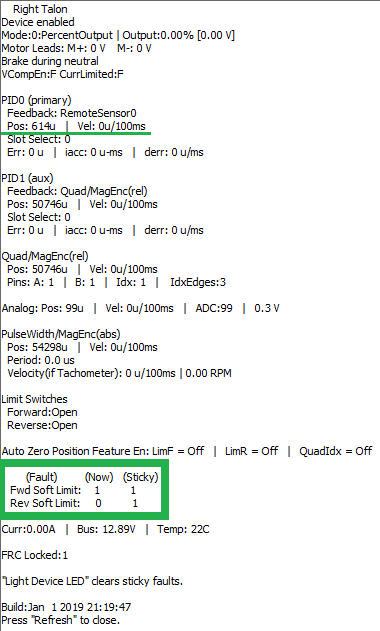 Right Talon
Device enabled
Mode:0:PercentOutput | Output:0.00% [0.00 V]
Motor Leads: M+: 0 V M-: 0 V
Brake during neutral
VCompEn:F CurrLimited:F
PID0 (primary)
Feedback: RemoteSensor0
Pos: 614u | Vel: 0u/100ms
Slot Select: 0
Err: 0 u | iacc: 0 u-ms | derr: 0 u/ms
PID1 (aux)
Feedback: Quad/MagEnc(rel)
Pos: 50746u | Vel: 0u/100ms
Slot Select: 0
Err: 0 u | iacc: 0 u-ms | derr: 0 u/ms
Quad/MagEnc(rel)
Pos: 50746u | Vel: 0u/100ms
Pins: A: 1 | B: 1 | Idx: 1 | IdxEdges:3
Analog: Pos: 99u | Vel: 0u/100ms | ADC:99 | 0.3 V
PulseWidth/MagEnc(abs)
Pos: 54298u | Vel: 0u/100ms
Period: 0.0 us
Velocity(if Tachometer): 0 u/100ms | 0.00 RPM
Limit Switches
Forward:Open
Reverse:Open
Auto Zero Position Feature En: LimF = Off | LimR = Off | QuadIdx = Off
(Fault) (Now) (Sticky)
Fwd Soft Limit: 1 1
Rev Soft Limit: 0 1
Curr:0.00A | Bus: 12.89V | Temp: 22C
FRC Locked:1
"Light Device LED" clears sticky faults.
Build:Jan 1 2019 21:19:47
Press "Refresh" to close.